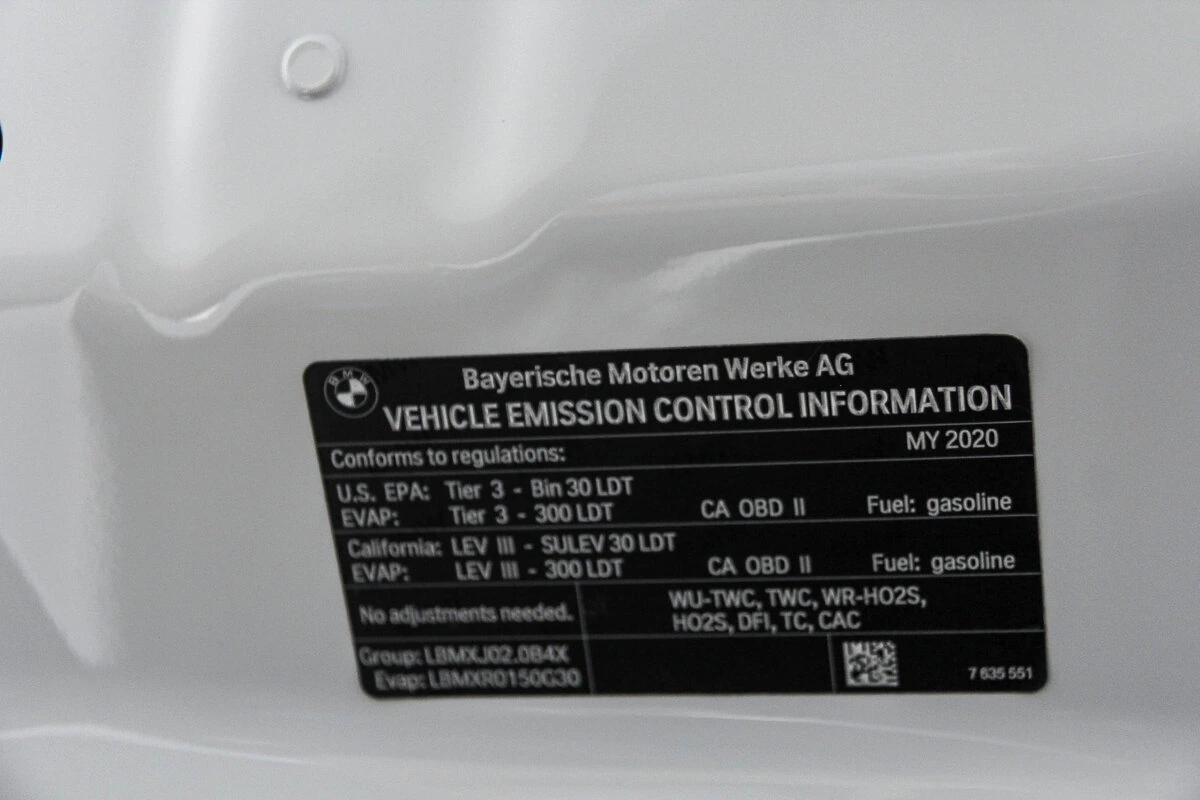 BMW
Bayerische Motoren Werke AG
VEHICLE EMISSION CONTROL INFORMATION
MY 2020
Conforms to regulations:
U.S. EPA: Tier 3 - Bin 30 LDT
EVAP: Tier 3 - 300 LDT CA OBD II Fuel: gasoline
California: LEV III - SULEV 30 LDT
EVAP: LEV III - 300 LDT CA OBD II Fuel: gasoline
No adjustments needed.
WU-TWC, TWC, WR-HO2S,
HO2S, DFI, TC, CAC
Group: LBMXJ02.0B4X
Evap: LBMXR0150G30
7 635 551